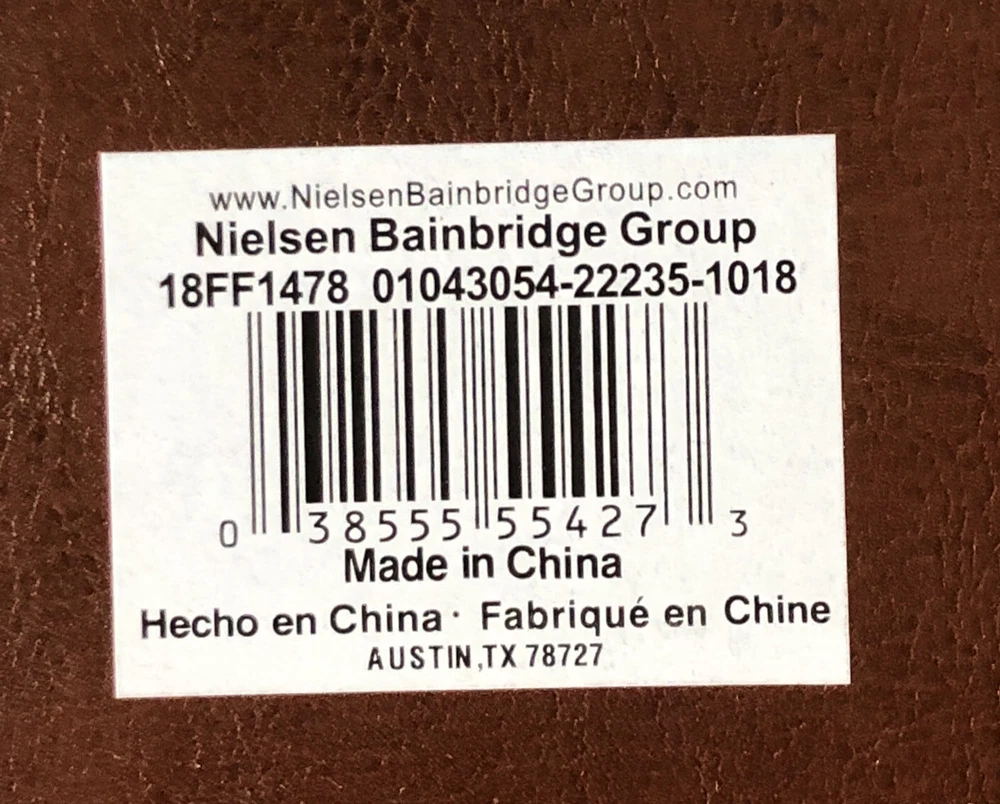 www.NielsenBainbridgeGroup.com
Nielsen Bainbridge Group
18FF1478 01043054-22235-1018
0 38555 55427 3
Made in China
Hecho en China · Fabriqué en Chine
AUSTIN,TX 78727